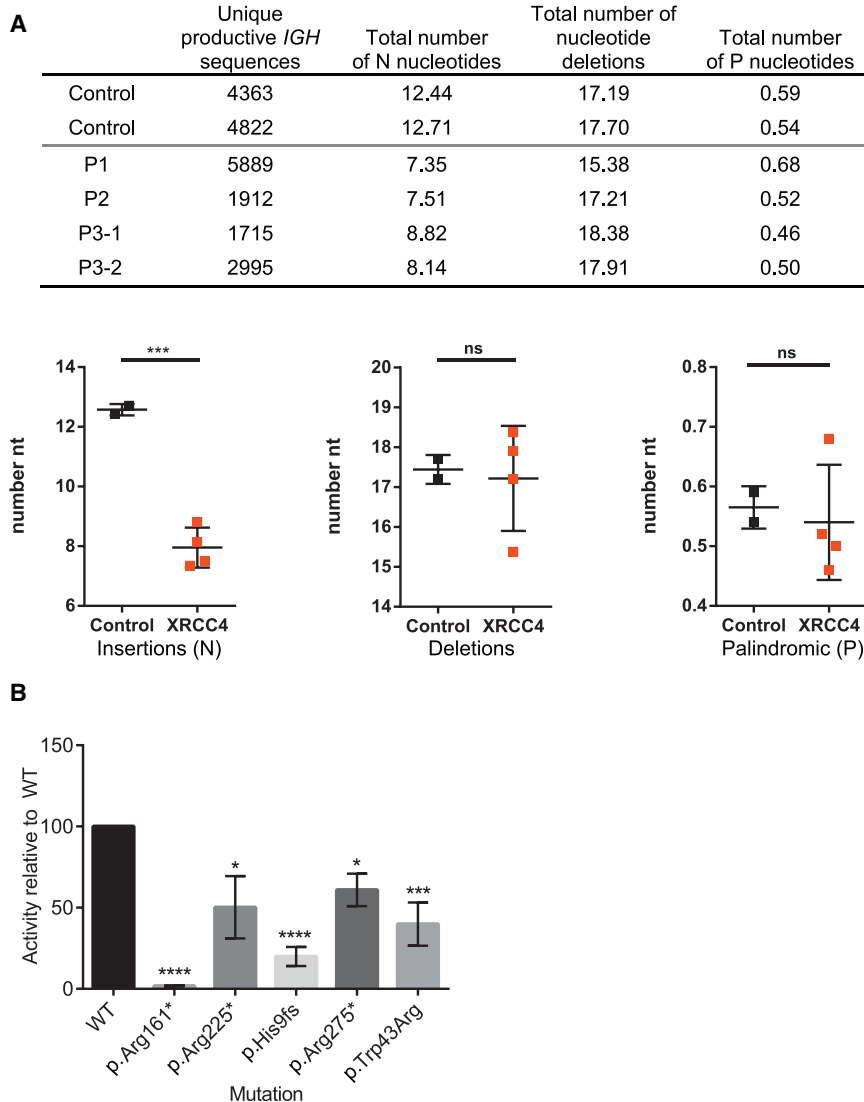 A
Unique productive IGH sequences
Total number of N nucleotides
Total number of nucleotide deletions
Total number of P nucleotides
Control 4363 12.44 17.19 0.59
Control 4822 12.71 17.70 0.54
P1 5889 7.35 15.38 0.68
P2 1912 7.51 17.21 0.52
P3-1 1715 8.82 18.38 0.46
P3-2 2995 8.14 17.91 0.50
***
14
12
10
8
6
number nt
Control XRCC4
Insertions (N)
ns
20
19
18
17
16
15
14
number nt
Control XRCC4
Deletions
ns
0.8
0.7
0.6
0.5
0.4
number nt
Control XRCC4
Palindromic (P)
B
150
100
50
0
Activity relative to WT
****
*
****
*
***
WT
p.Arg161*
p.Arg225*
p.His9fs
p.Arg275*
p.Trp43Arg
Mutation